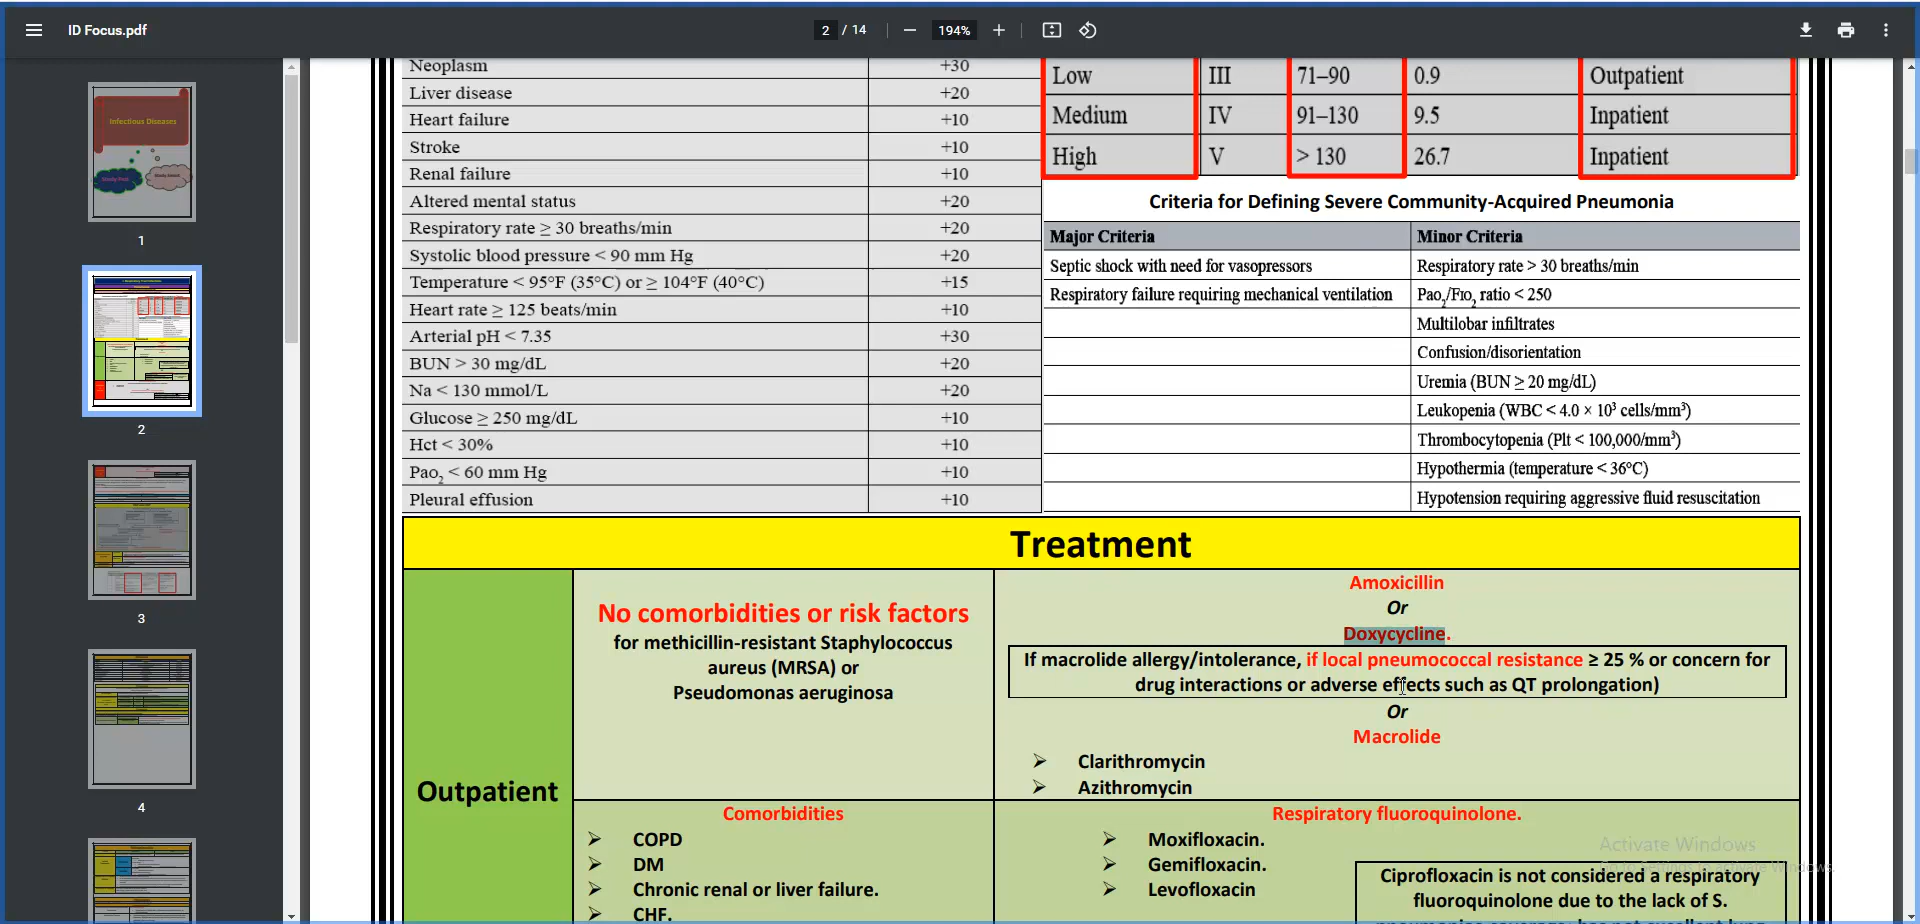 ID Focus.pdf
2 / 14
194%
Infectious Diseases
1
2
3
4
Neoplasm +30
Liver disease +20
Heart failure +10
Stroke +10
Renal failure +10
Altered mental status +20
Respiratory rate ≥ 30 breaths/min +20
Systolic blood pressure < 90 mm Hg +20
Temperature < 95°F (35°C) or ≥ 104°F (40°C) +15
Heart rate ≥ 125 beats/min +10
Arterial pH < 7.35 +30
BUN > 30 mg/dL +20
Na < 130 mmol/L +20
Glucose ≥ 250 mg/dL +10
Hct < 30% +10
Pao₂ < 60 mm Hg +10
Pleural effusion +10
Low III 71–90 0.9 Outpatient
Medium IV 91–130 9.5 Inpatient
High V > 130 26.7 Inpatient
Criteria for Defining Severe Community-Acquired Pneumonia
Major Criteria Minor Criteria
Septic shock with need for vasopressors Respiratory rate > 30 breaths/min
Respiratory failure requiring mechanical ventilation Pao₂/Fio₂ ratio < 250
Multilobar infiltrates
Confusion/disorientation
Uremia (BUN ≥ 20 mg/dL)
Leukopenia (WBC < 4.0 × 10³ cells/mm³)
Thrombocytopenia (Plt < 100,000/mm³)
Hypothermia (temperature < 36°C)
Hypotension requiring aggressive fluid resuscitation
Treatment
Outpatient
No comorbidities or risk factors
for methicillin-resistant Staphylococcus
aureus (MRSA) or
Pseudomonas aeruginosa
Amoxicillin
Or
Doxycycline.
If macrolide allergy/intolerance, if local pneumococcal resistance ≥ 25 % or concern for
drug interactions or adverse effects such as QT prolongation)
Or
Macrolide
➢ Clarithromycin
➢ Azithromycin
Comorbidities
➢ COPD
➢ DM
➢ Chronic renal or liver failure.
➢ CHF.
Respiratory fluoroquinolone.
➢ Moxifloxacin.
➢ Gemifloxacin.
➢ Levofloxacin
Ciprofloxacin is not considered a respiratory
fluoroquinolone due to the lack of S.
Activate Windows
Go to Settings to activate Windows.